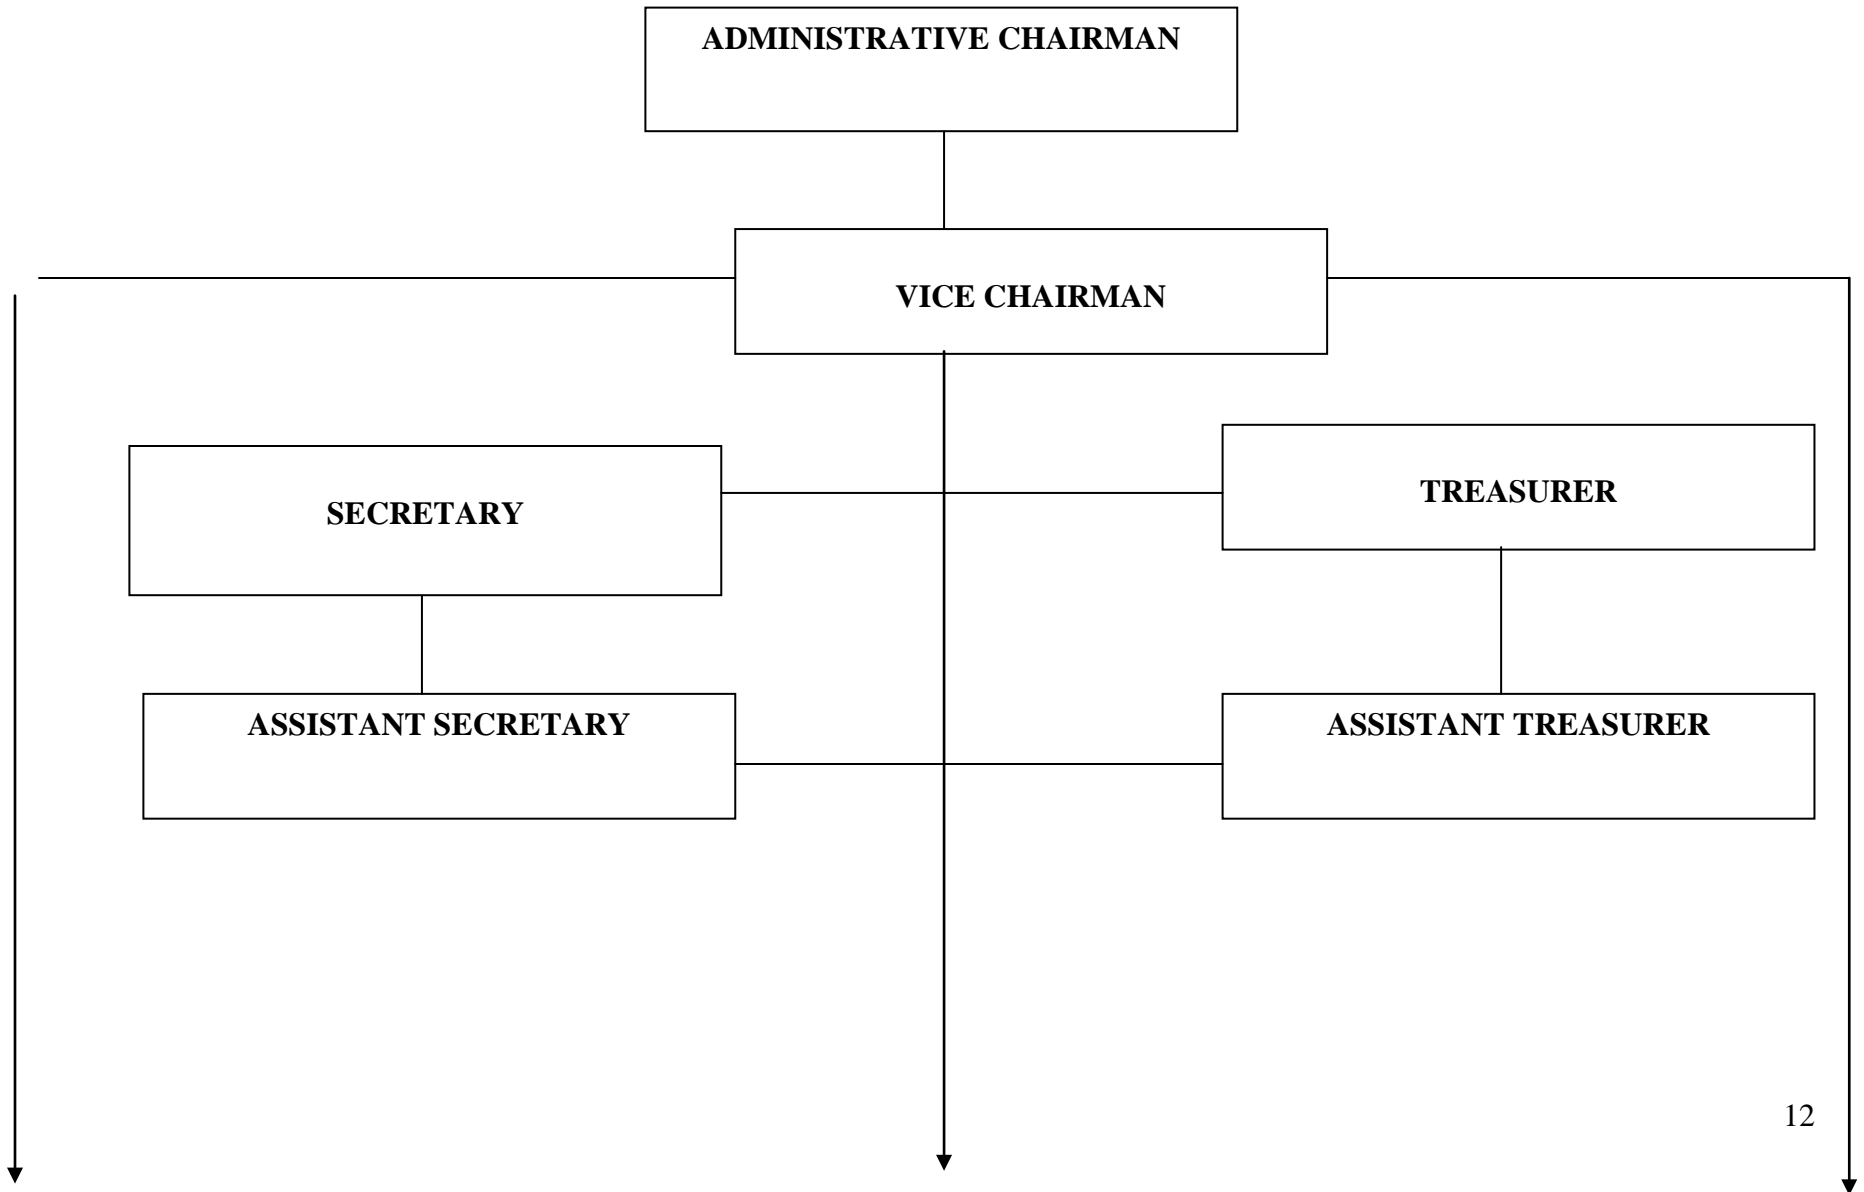 ADMINISTRATIVE CHAIRMAN
VICE CHAIRMAN
SECRETARY
TREASURER
ASSISTANT SECRETARY
ASSISTANT TREASURER
12